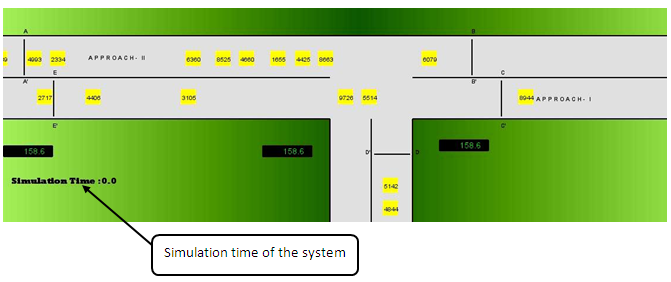 A B
4993 2334 APPROACH- II 6360 8525 4660 1655 4425 8663 6079
A' E B' C
2717 4406 3105 9726 5514 6944 APPROACH- I
E' C'
158.6 158.6 D' D 158.6
Simulation Time :0.0
5142
4844
Simulation time of the system